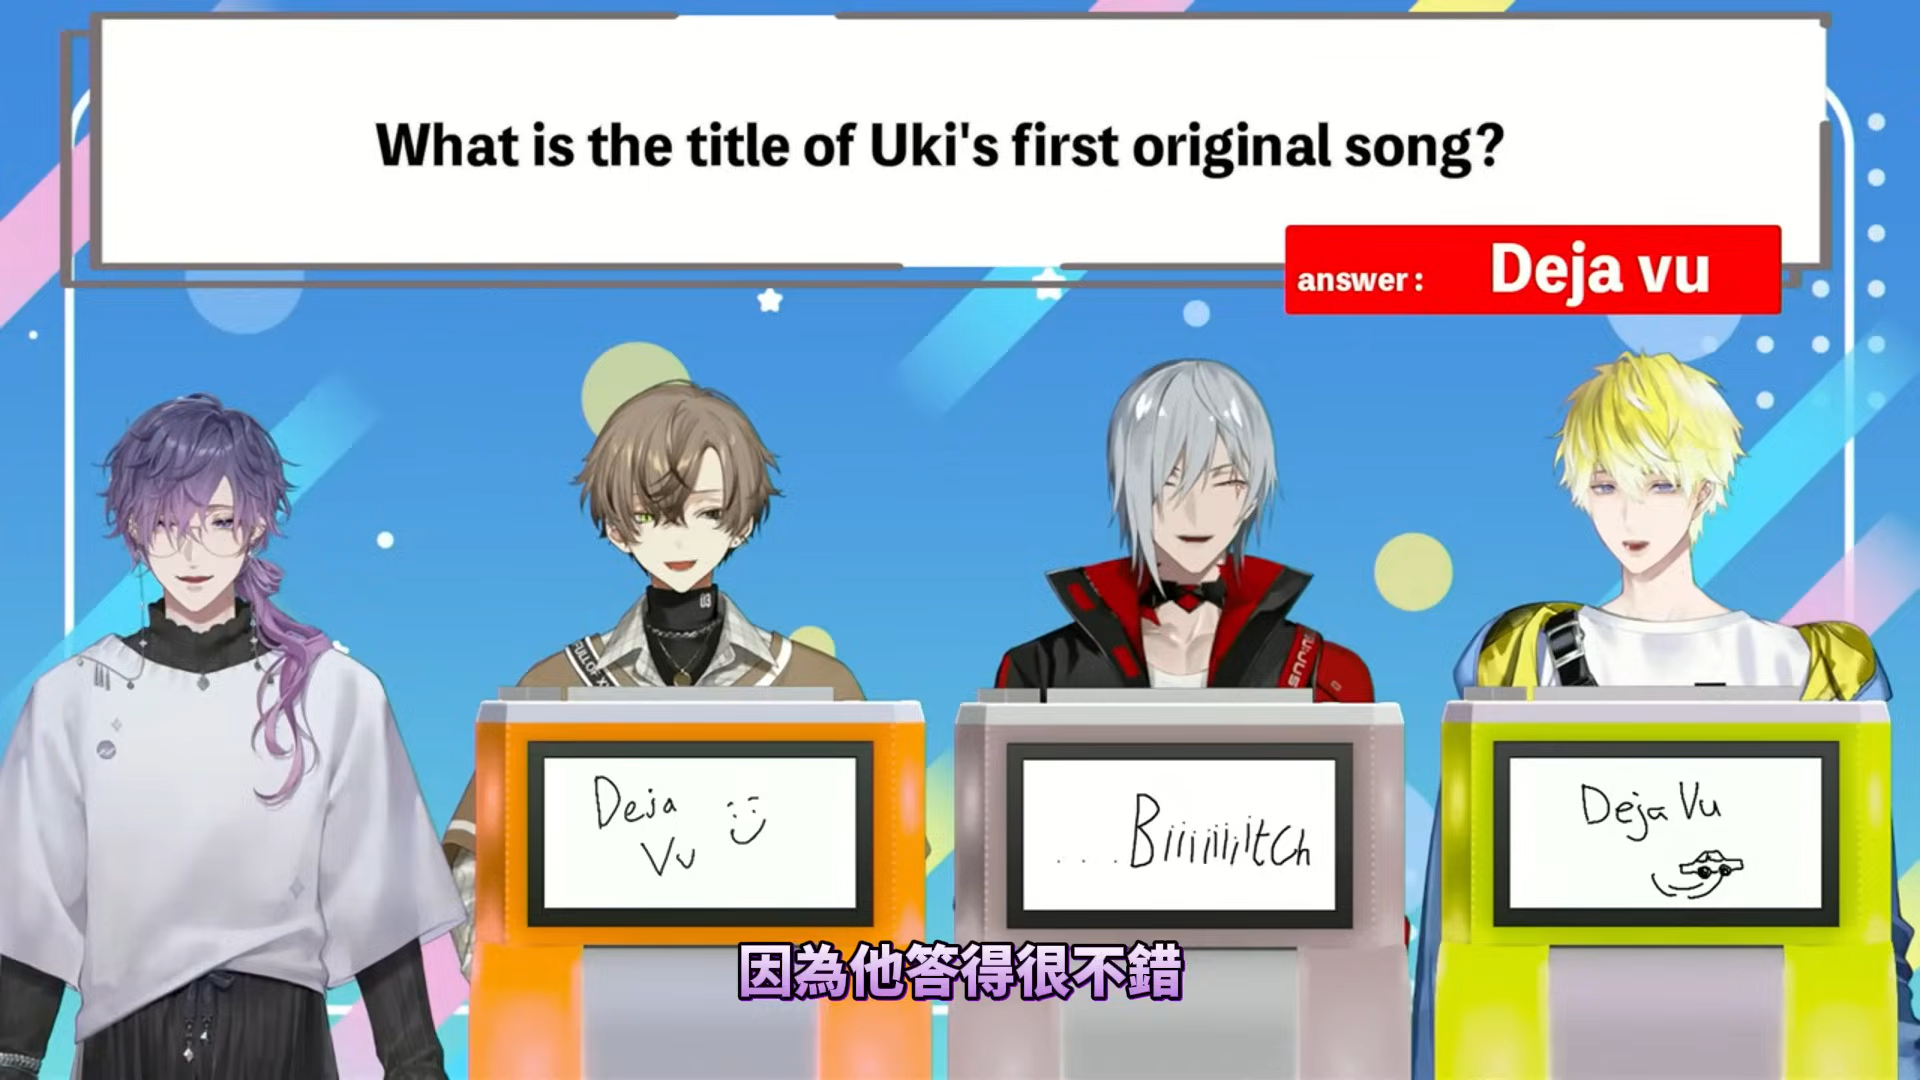 What is the title of Uki's first original song?
answer : Deja vu
03
Deja
Vu
...Biiiiiiitch
Deja Vu
因為他答得很不錯